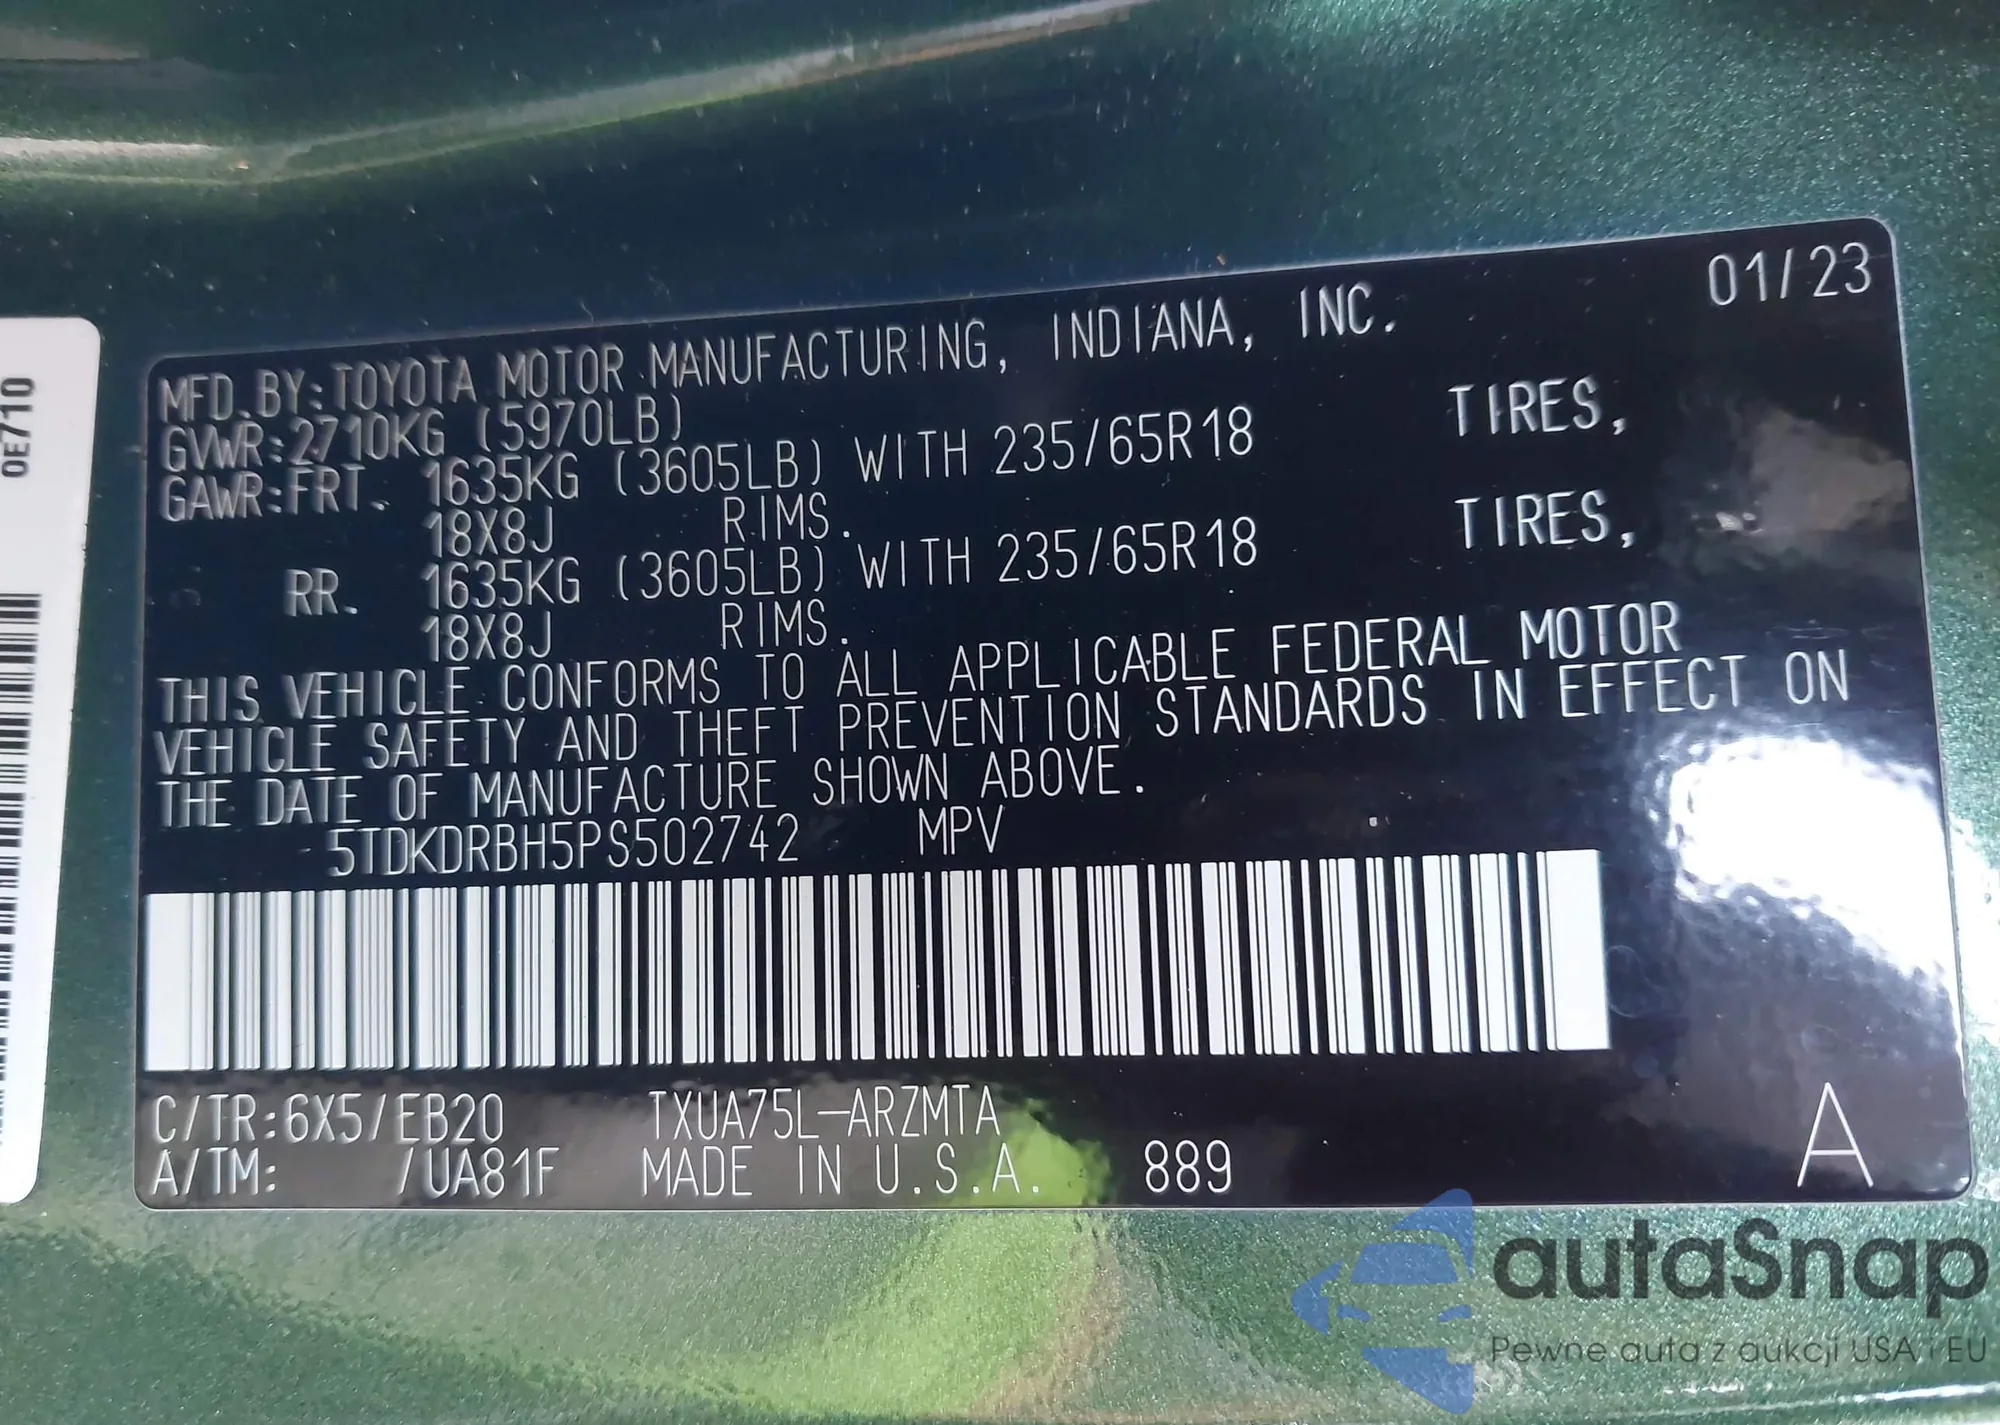 01/23
MFD.BY:TOYOTA MOTOR MANUFACTURING, INDIANA, INC.
GVWR:2710KG (5970LB)
GAWR:FRT. 1635KG (3605LB) WITH 235/65R18 TIRES,
18X8J RIMS.
RR. 1635KG (3605LB) WITH 235/65R18 TIRES,
18X8J RIMS.
THIS VEHICLE CONFORMS TO ALL APPLICABLE FEDERAL MOTOR
VEHICLE SAFETY AND THEFT PREVENTION STANDARDS IN EFFECT ON
THE DATE OF MANUFACTURE SHOWN ABOVE.
5TDKDRBH5PS502742 MPV
C/TR:6X5/EB20 TXUA75L-ARZMTA
A/TM: /UA81F MADE IN U.S.A. 889 A
0E710
autaSnap
Pewne auta z aukcji USA i EU